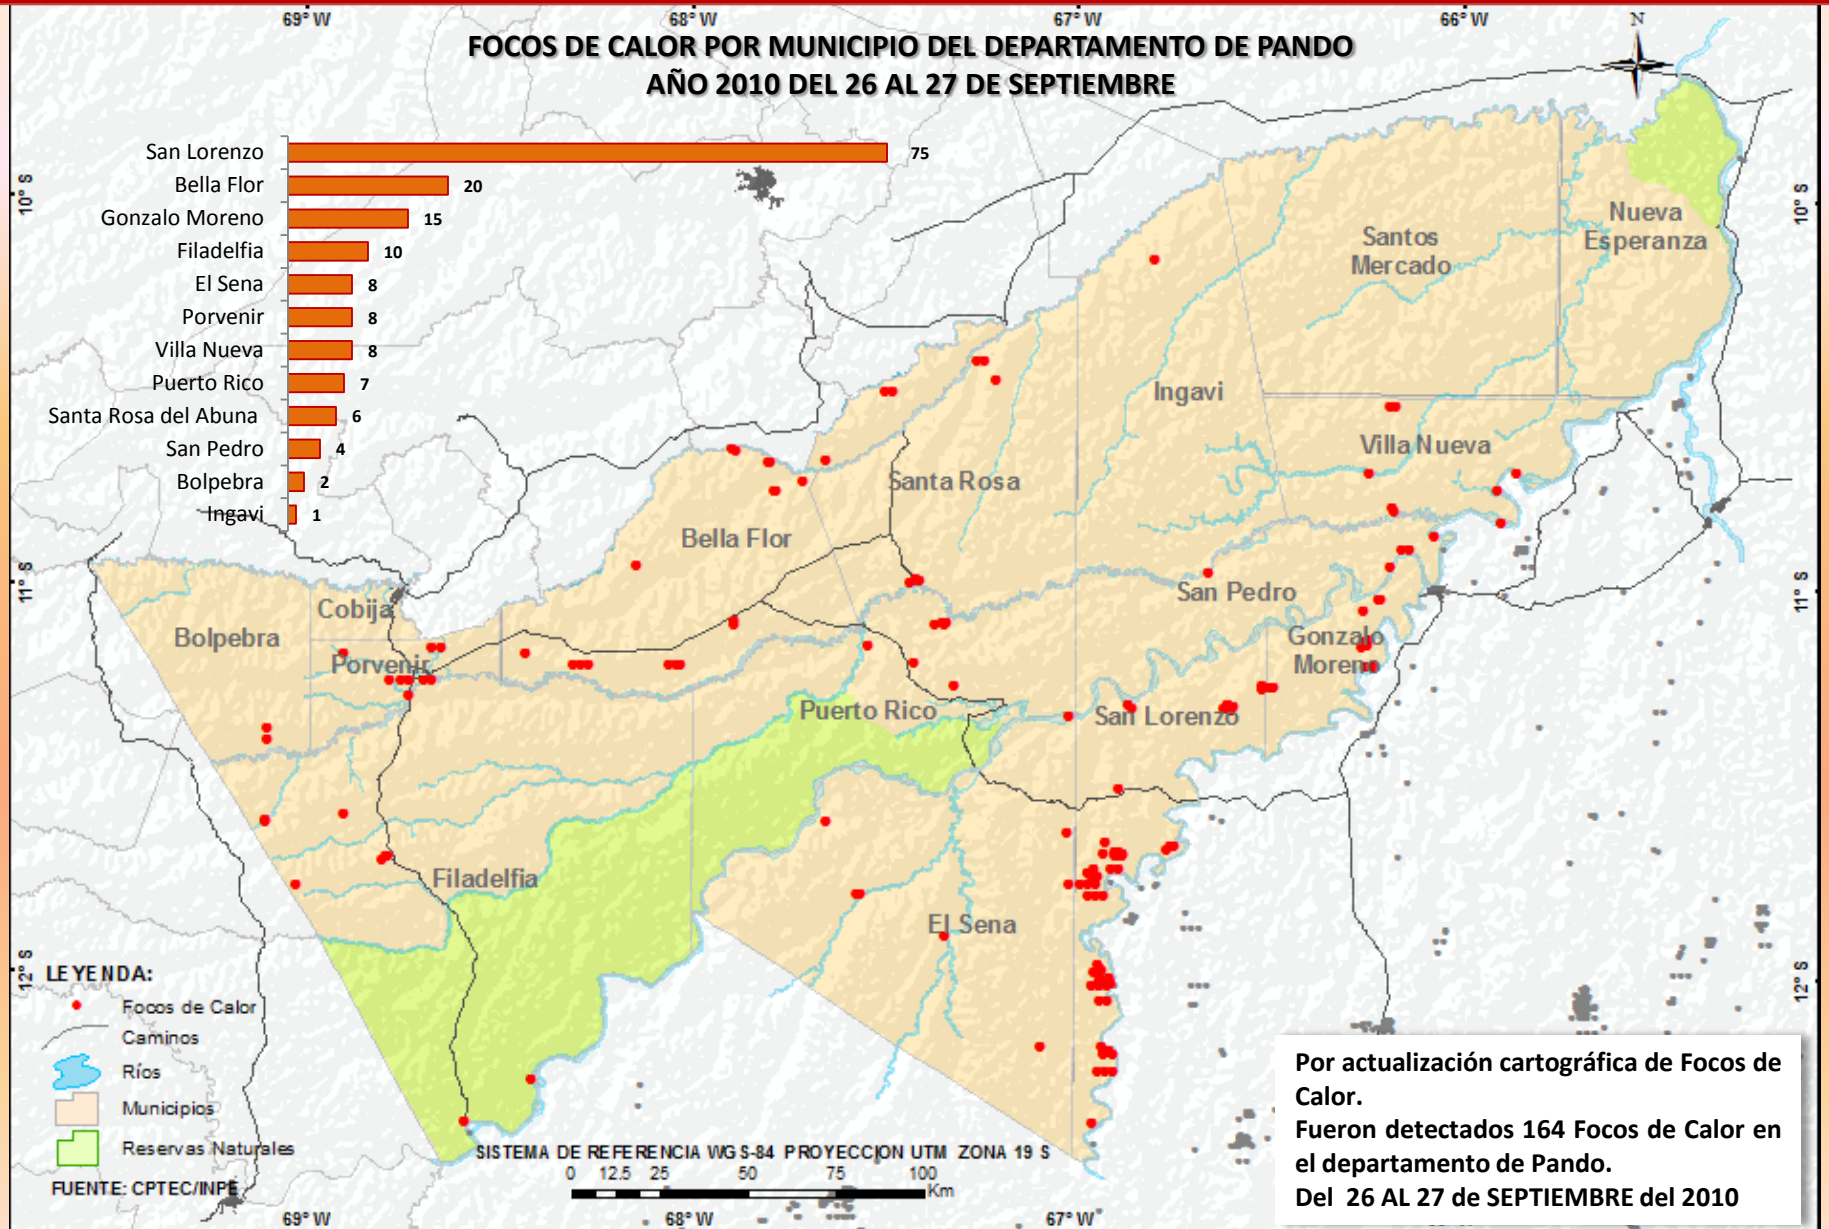 69° W 68° W 67° W 66° W
N
FOCOS DE CALOR POR MUNICIPIO DEL DEPARTAMENTO DE PANDO
AÑO 2010 DEL 26 AL 27 DE SEPTIEMBRE
San Lorenzo 75
Bella Flor 20
Gonzalo Moreno 15
Filadelfia 10
El Sena 8
Porvenir 8
Villa Nueva 8
Puerto Rico 7
Santa Rosa del Abuna 6
San Pedro 4
Bolpebra 2
Ingavi 1
10° S
10° S
11° S
11° S
12° S
12° S
Nueva
Esperanza
Santos
Mercado
Ingavi
Villa Nueva
Santa Rosa
Bella Flor
San Pedro
Cobija
Bolpebra
Porvenir
Gonzalo
Moreno
Puerto Rico
San Lorenzo
Filadelfia
El Sena
LEYENDA:
Focos de Calor
Caminos
Ríos
Municipios
Reservas Naturales
FUENTE: CPTEC/INPE
SISTEMA DE REFERENCIA WGS-84 PROYECCION UTM ZONA 19 S
0 12.5 25 50 75 100
Km
Por actualización cartográfica de Focos de
Calor.
Fueron detectados 164 Focos de Calor en
el departamento de Pando.
Del 26 AL 27 de SEPTIEMBRE del 2010
69° W 68° W 67° W 66° W